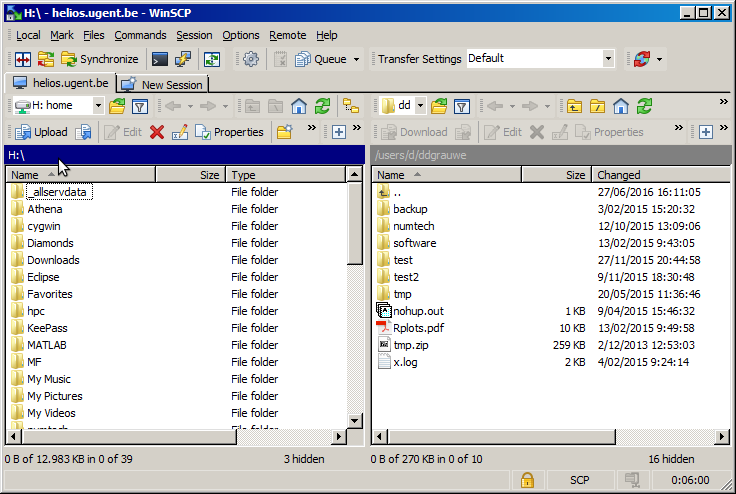 H:\ - helios.ugent.be - WinSCP
Local Mark Files Commands Session Options Remote Help
Synchronize Queue Transfer Settings Default
helios.ugent.be New Session
H: home dd
Upload Edit Properties Download Edit Properties
H:\ /users/d/ddgrauwe
Name Size Type Name Size Changed
_allservdata File folder .. 27/06/2016 16:11:05
Athena File folder backup 3/02/2015 15:20:32
cygwin File folder numtech 12/10/2015 13:09:06
Diamonds File folder software 13/02/2015 9:43:05
Downloads File folder test 27/11/2015 20:44:58
Eclipse File folder test2 9/11/2015 18:30:48
Favorites File folder tmp 20/05/2015 11:36:46
hpc File folder nohup.out 1 KB 9/04/2015 15:46:32
KeePass File folder Rplots.pdf 10 KB 13/02/2015 9:49:58
MATLAB File folder tmp.zip 259 KB 2/12/2013 12:53:03
MF File folder x.log 2 KB 4/02/2015 9:24:14
My Music File folder
My Pictures File folder
My Videos File folder
0 B of 12.983 KB in 0 of 39 3 hidden 0 B of 270 KB in 0 of 10 16 hidden
SCP 0:06:00